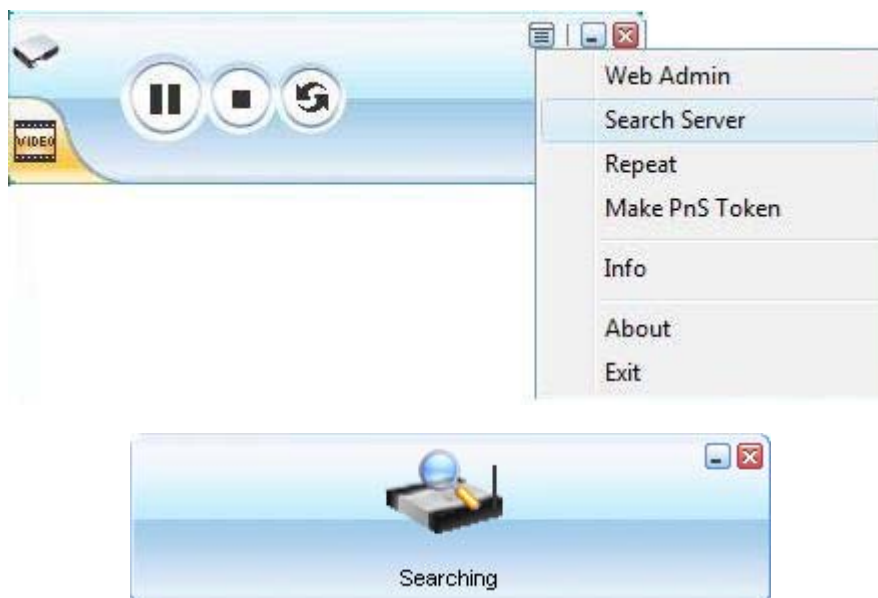 VIDEO
Web Admin
Search Server
Repeat
Make PnS Token
Info
About
Exit
Searching